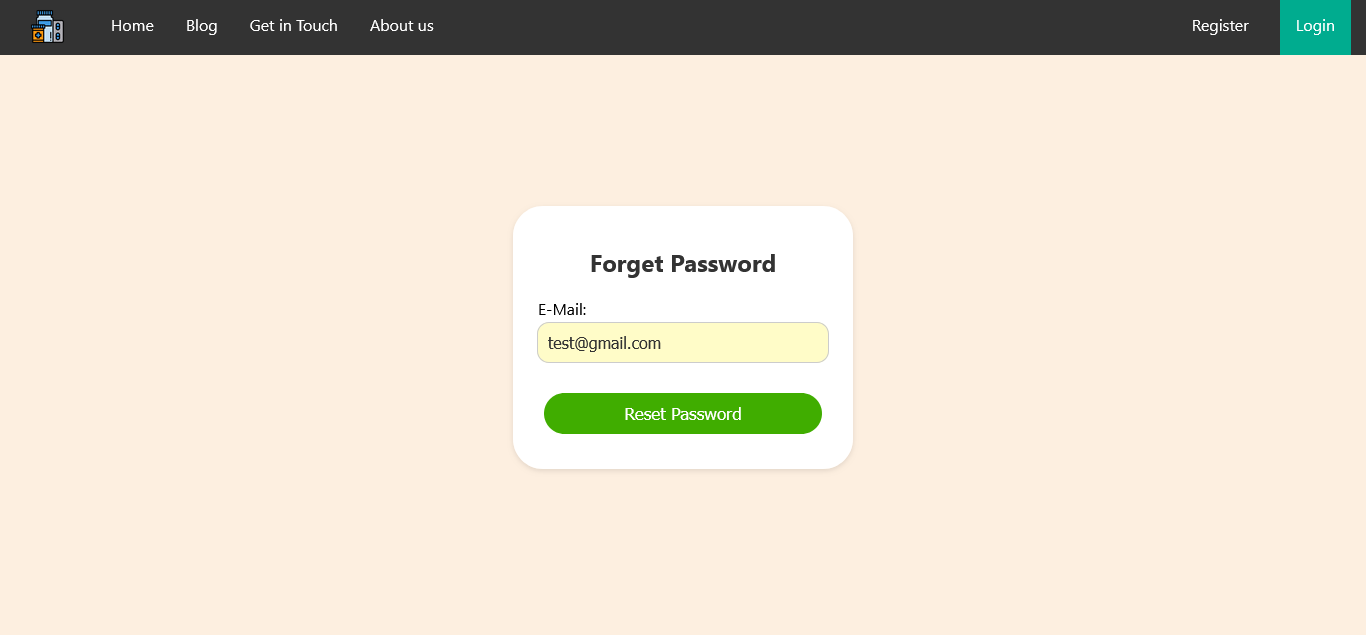 Home Blog Get in Touch About us Register Login
Forget Password
E-Mail:
test@gmail.com
Reset Password